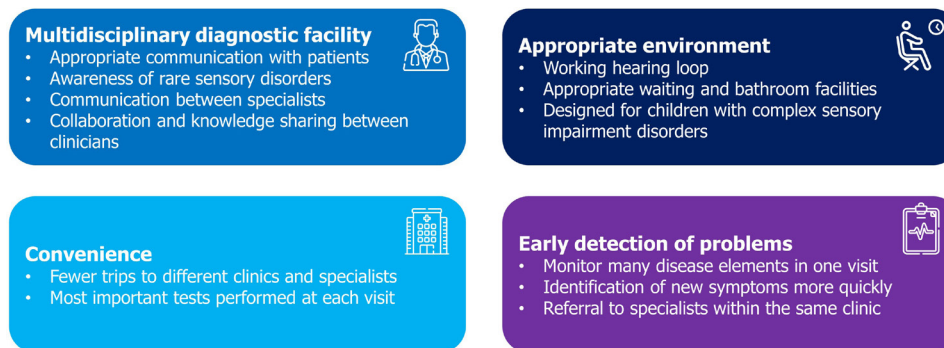 Multidisciplinary diagnostic facility
• Appropriate communication with patients
• Awareness of rare sensory disorders
• Communication between specialists
• Collaboration and knowledge sharing between
clinicians
Appropriate environment
• Working hearing loop
• Appropriate waiting and bathroom facilities
• Designed for children with complex sensory
impairment disorders
Convenience
• Fewer trips to different clinics and specialists
• Most important tests performed at each visit
Early detection of problems
• Monitor many disease elements in one visit
• Identification of new symptoms more quickly
• Referral to specialists within the same clinic